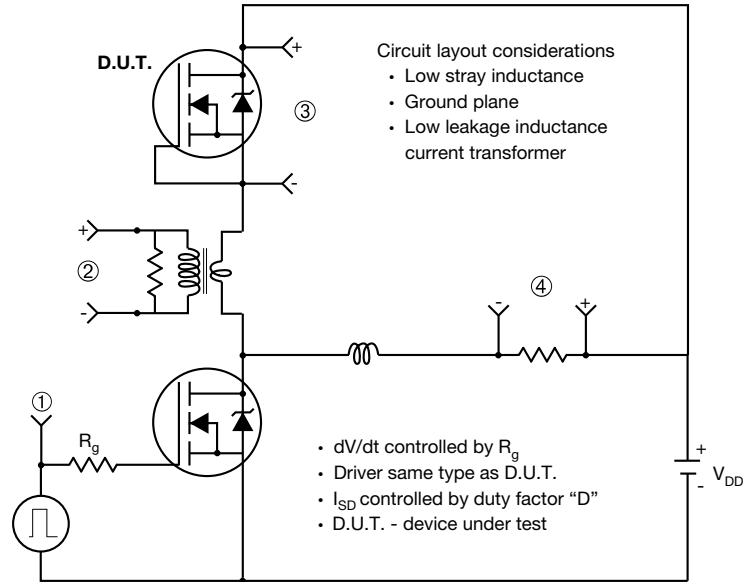 D.U.T.
+
③
-
Circuit layout considerations
• Low stray inductance
• Ground plane
• Low leakage inductance
current transformer
+
②
-
-
④
+
①
Rg
• dV/dt controlled by Rg
• Driver same type as D.U.T.
• ISD controlled by duty factor “D”
• D.U.T. - device under test
+
VDD
-